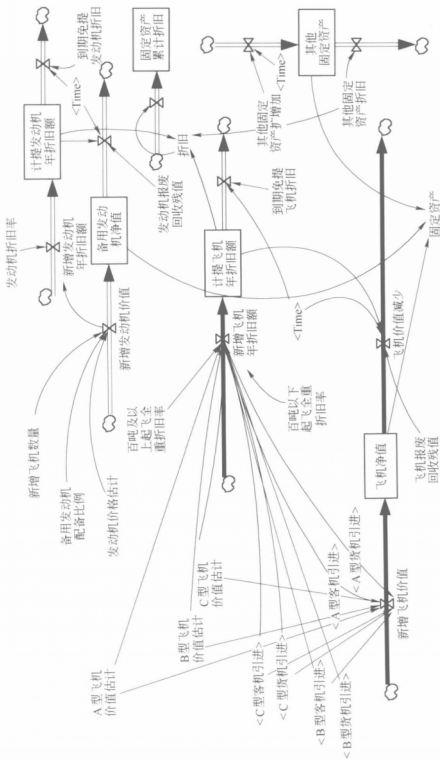 新增飞机数量
备用发动机
配备比例
发动机价格估计
发动机折旧率
计提发动机
年折旧额
到期免提
发动机折旧
<Time>
新增发动机
年折旧额
新增发动机价值
备用发动
机净值
发动机报废
回收残值
固定资产
累计折旧
折旧
A型飞机
价值估计
B型飞机
价值估计
C型飞机
价值估计
百吨及以
上起飞全
重折旧率
新增飞机
年折旧额
百吨以下
起飞全重
折旧率
计提飞机
年折旧额
到期免提
飞机折旧
<Time>
其他固定
资产扩增加
<Time>
其他
固定资产
其他固定
资产折旧
<A型客机引进>
<A型货机引进>
<C型客机引进>
<C型货机引进>
<B型客机引进>
<B型货机引进>
新增飞机价值
飞机净值
飞机价值减少
飞机报废
回收残值
固定资产